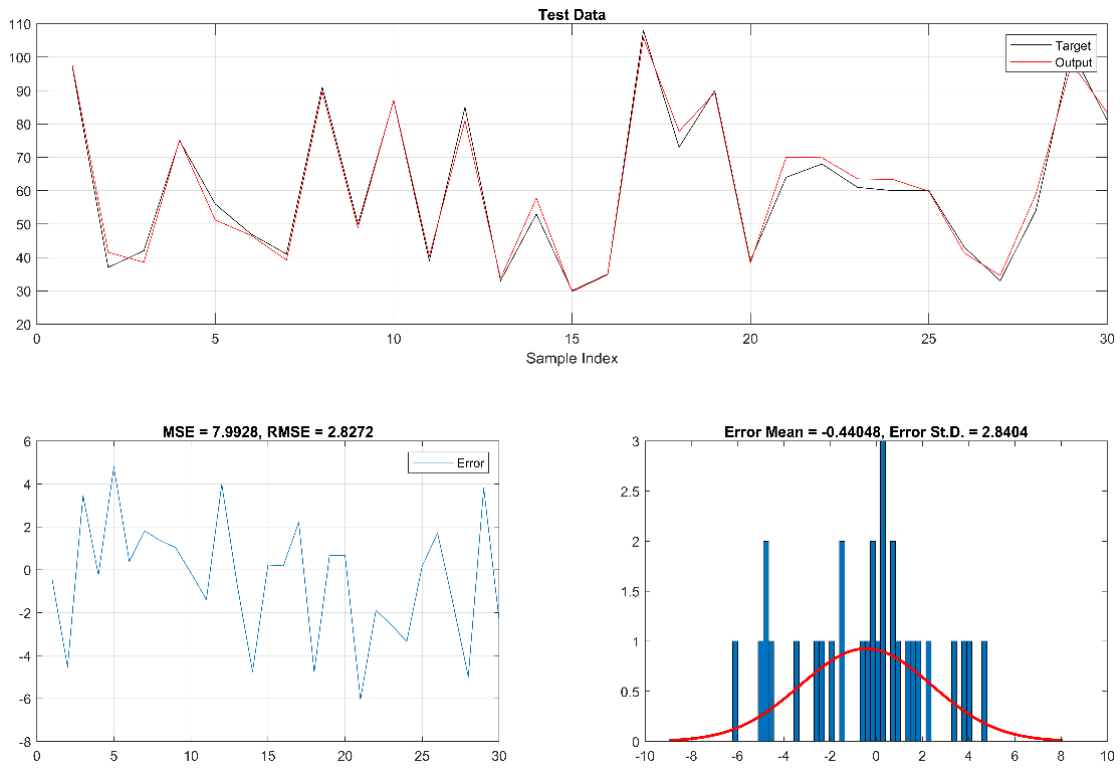 Test Data
110
100
90
80
70
60
50
40
30
20
Target
Output
0 5 10 15 20 25 30
Sample Index
MSE = 7.9928, RMSE = 2.8272
6
4
2
0
-2
-4
-6
-8
Error
0 5 10 15 20 25 30
Error Mean = -0.44048, Error St.D. = 2.8404
3
2.5
2
1.5
1
0.5
0
-10 -8 -6 -4 -2 0 2 4 6 8 10